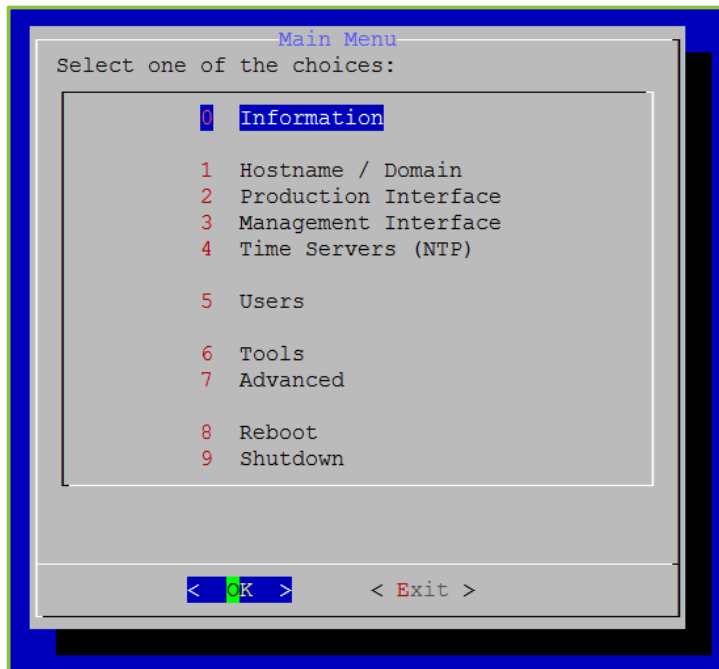 Main Menu
Select one of the choices:
0 Information
1 Hostname / Domain
2 Production Interface
3 Management Interface
4 Time Servers (NTP)
5 Users
6 Tools
7 Advanced
8 Reboot
9 Shutdown
< OK > < Exit >